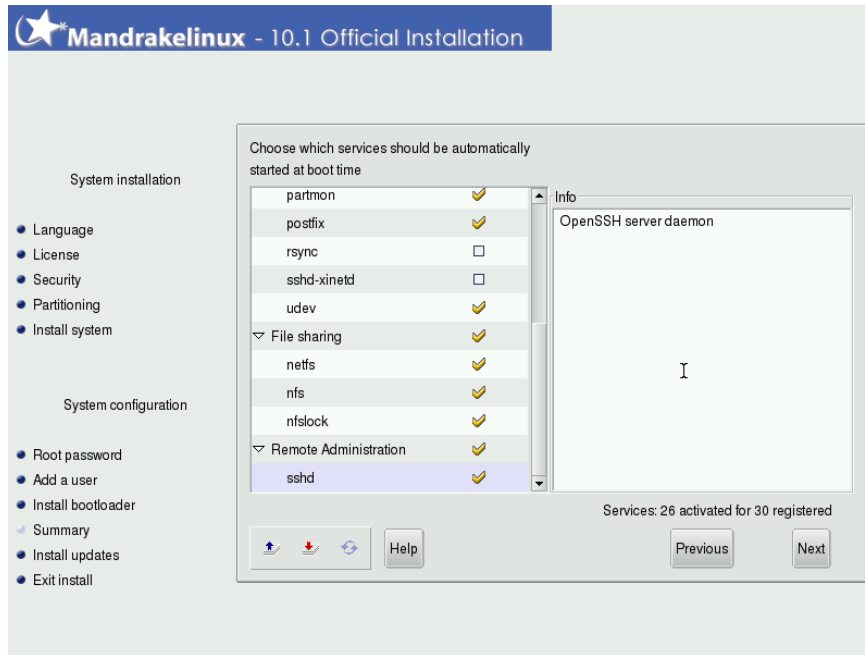 Mandrakelinux - 10.1 Official Installation
System installation
Language
License
Security
Partitioning
Install system
System configuration
Root password
Add a user
Install bootloader
Summary
Install updates
Exit install
Choose which services should be automatically
started at boot time
partmon
postfix
rsync
sshd-xinetd
udev
File sharing
netfs
nfs
nfslock
Remote Administration
sshd
Info
OpenSSH server daemon
Services: 26 activated for 30 registered
Help
Previous
Next